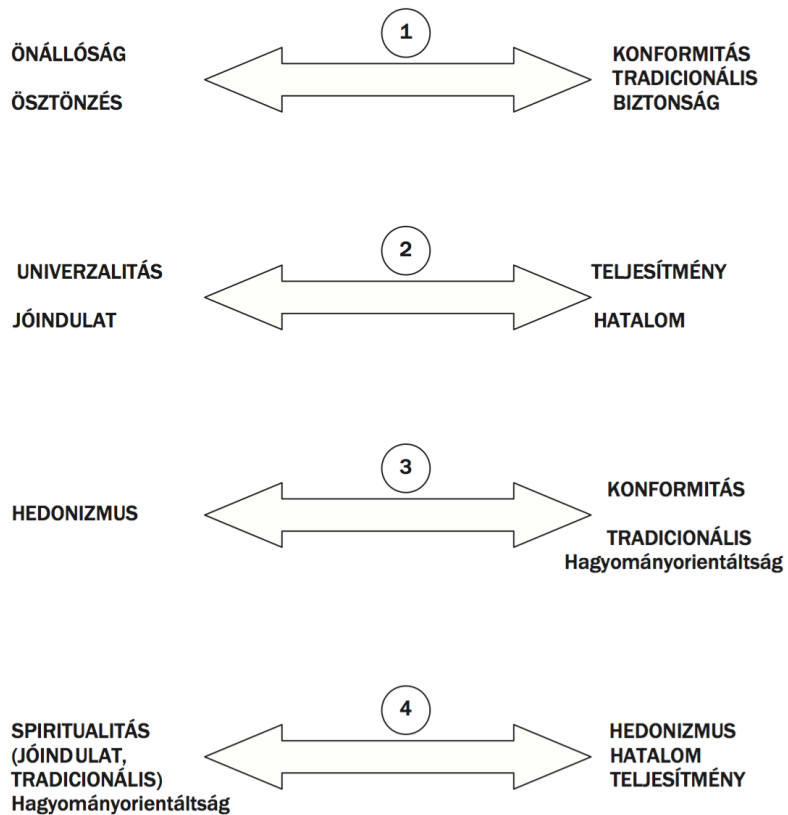 1
ÖNÁLLÓSÁG
ÖSZTÖNZÉS
KONFORMITÁS
TRADICIONÁLIS
BIZTONSÁG
2
UNIVERZALITÁS
JÓINDULAT
TELJESÍTMÉNY
HATALOM
3
HEDONIZMUS
KONFORMITÁS
TRADICIONÁLIS
Hagyományorientáltság
4
SPIRITUALITÁS
(JÓINDULAT,
TRADICIONÁLIS)
Hagyományorientáltság
HEDONIZMUS
HATALOM
TELJESÍTMÉNY